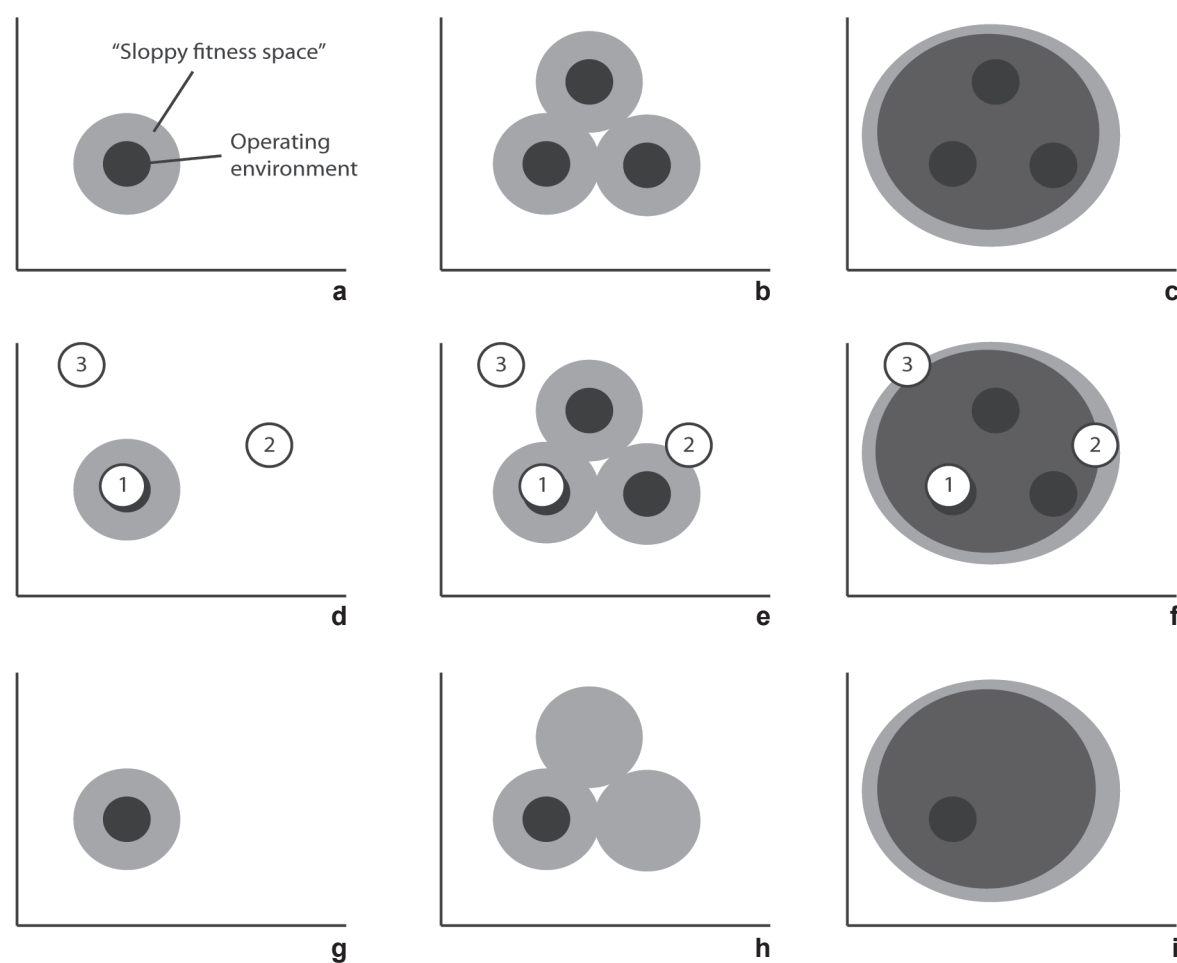 “Sloppy fitness space”
Operating
environment
a
b
c
3
2
1
d
3
2
1
e
3
2
1
f
g
h
i